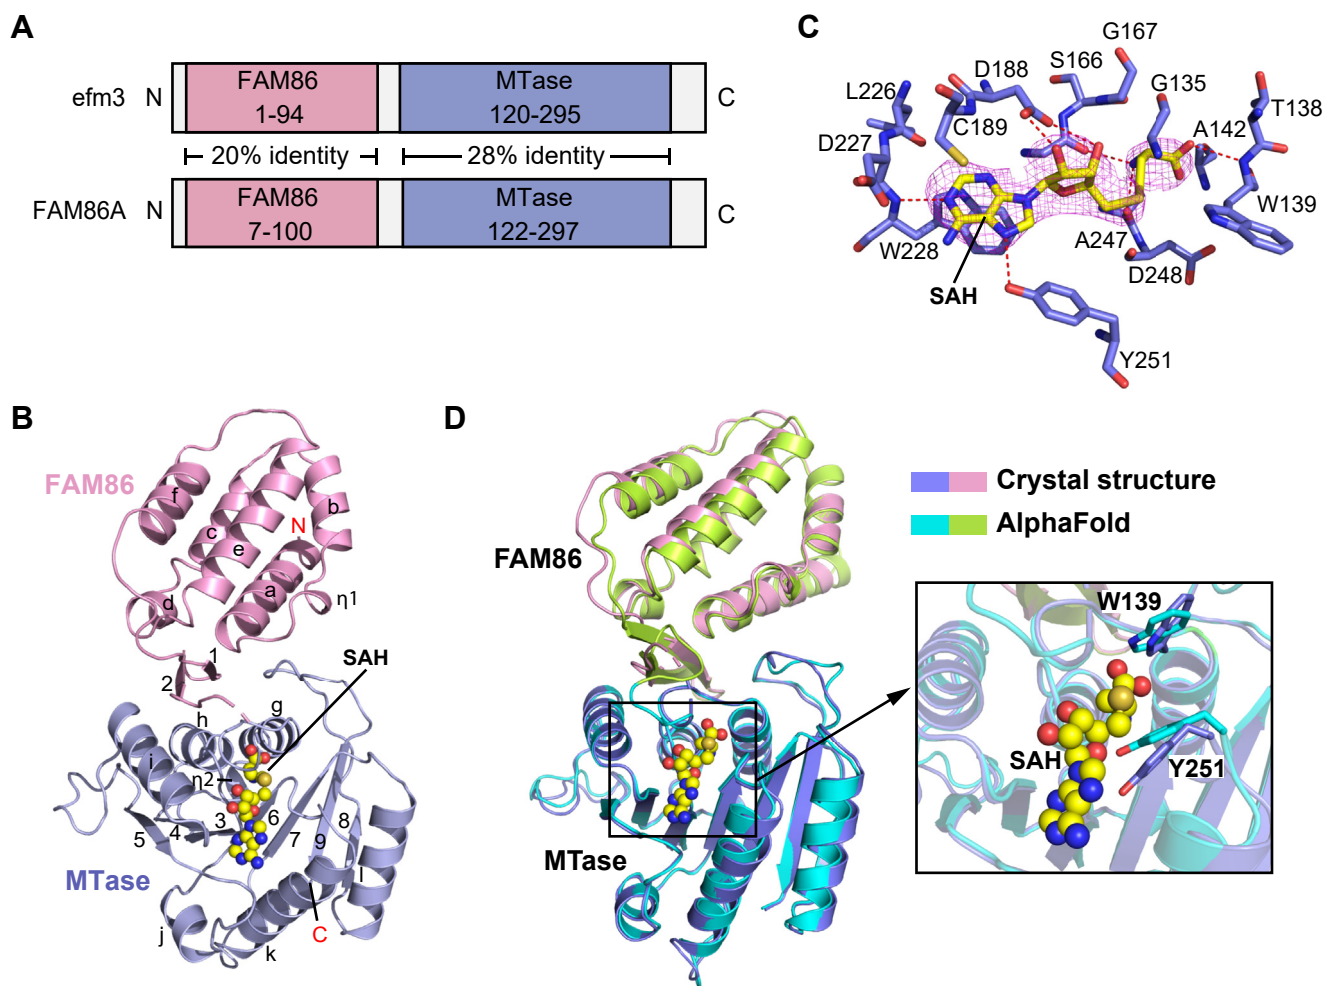 A
efm3 N FAM86 1-94 MTase 120-295 C
20% identity 28% identity
FAM86A N FAM86 7-100 MTase 122-297 C
C
G167
S166
D188
G135
L226
T138
C189
A142
D227
W139
W228
A247
D248
SAH
Y251
B
FAM86
f
b
N
c
e
a
η1
d
1
SAH
2
h
g
i
η2
3
6
4
5
7
9
8
MTase
l
j
C
k
D
Crystal structure
AlphaFold
FAM86
MTase
W139
SAH
Y251